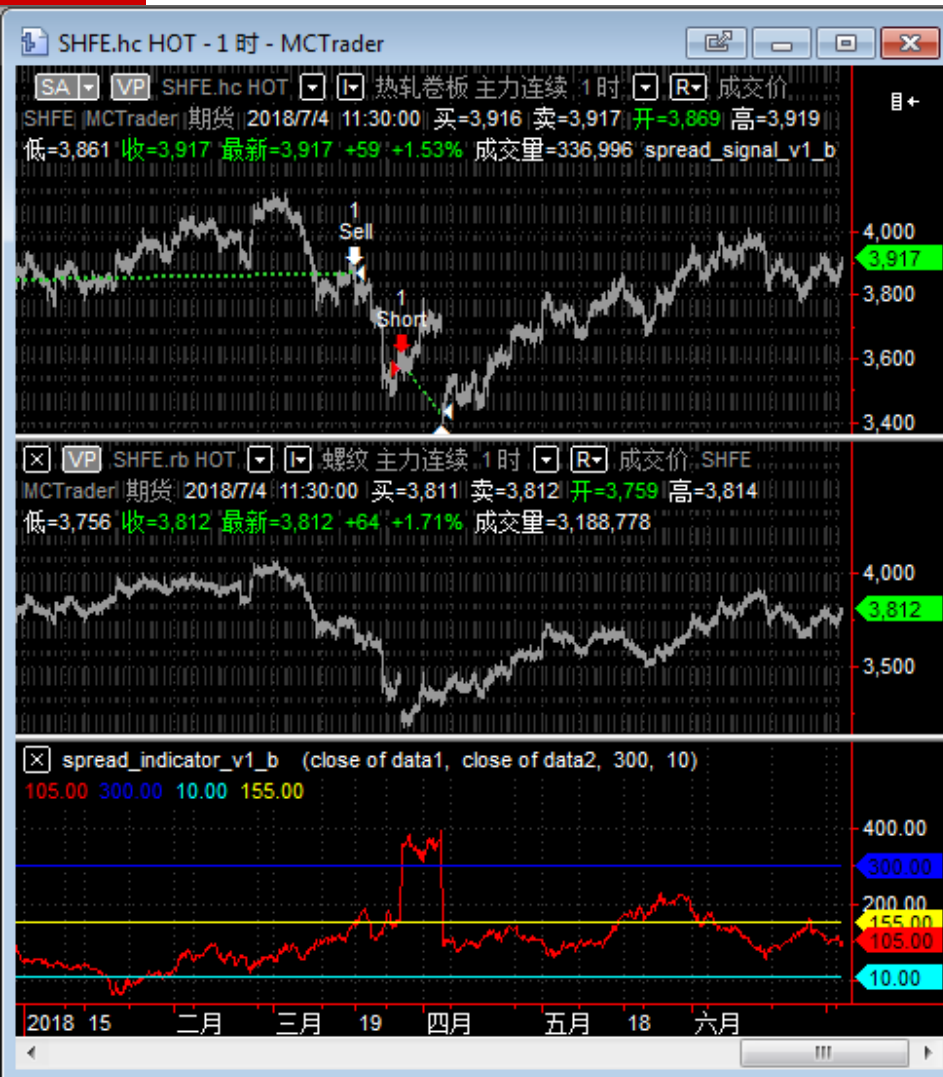 SHFE.hc HOT - 1 时 - MCTrader
SA VP SHFE.hc HOT 热轧卷板 主力连续 1 时 R 成交价
SHFE MCTrader 期货 2018/7/4 11:30:00 买=3,916 卖=3,917 开=3,869 高=3,919
低=3,861 收=3,917 最新=3,917 +59 +1.53% 成交量=336,996 spread_signal_v1_b
1
Sell
1
Short
4,000
3,917
3,800
3,600
3,400
VP SHFE.rb HOT 螺纹 主力连续 1 时 R 成交价 SHFE
MCTrader 期货 2018/7/4 11:30:00 买=3,811 卖=3,812 开=3,759 高=3,814
低=3,756 收=3,812 最新=3,812 +64 +1.71% 成交量=3,188,778
4,000
3,812
3,500
spread_indicator_v1_b (close of data1, close of data2, 300, 10)
105.00 300.00 10.00 155.00
400.00
300.00
200.00
155.00
105.00
10.00
2018 15 二月 三月 19 四月 五月 18 六月